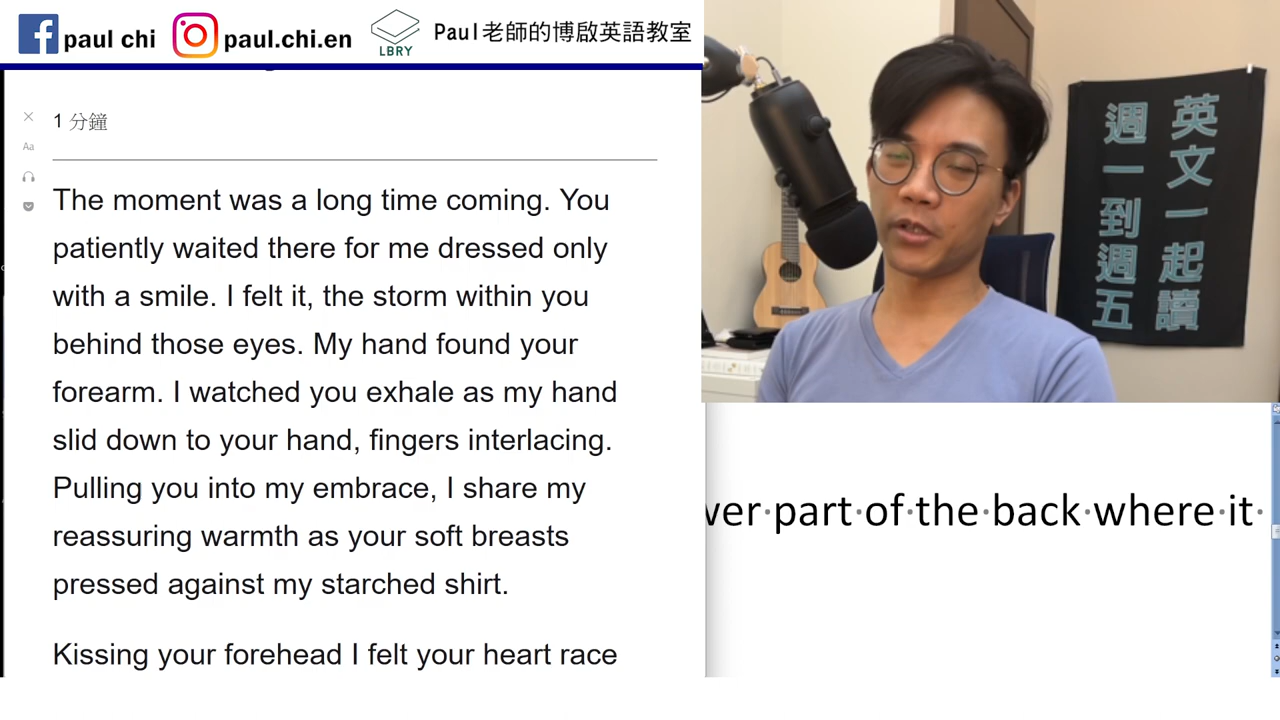 paul chi
paul.chi.en
LBRY
Paul老師的博啟英語教室
1 分鐘
Aa
The moment was a long time coming. You
patiently waited there for me dressed only
with a smile. I felt it, the storm within you
behind those eyes. My hand found your
forearm. I watched you exhale as my hand
slid down to your hand, fingers interlacing.
Pulling you into my embrace, I share my
reassuring warmth as your soft breasts
pressed against my starched shirt.
Kissing your forehead I felt your heart race
英文一起讀
週一到週五
part·of·the·back·where·it·